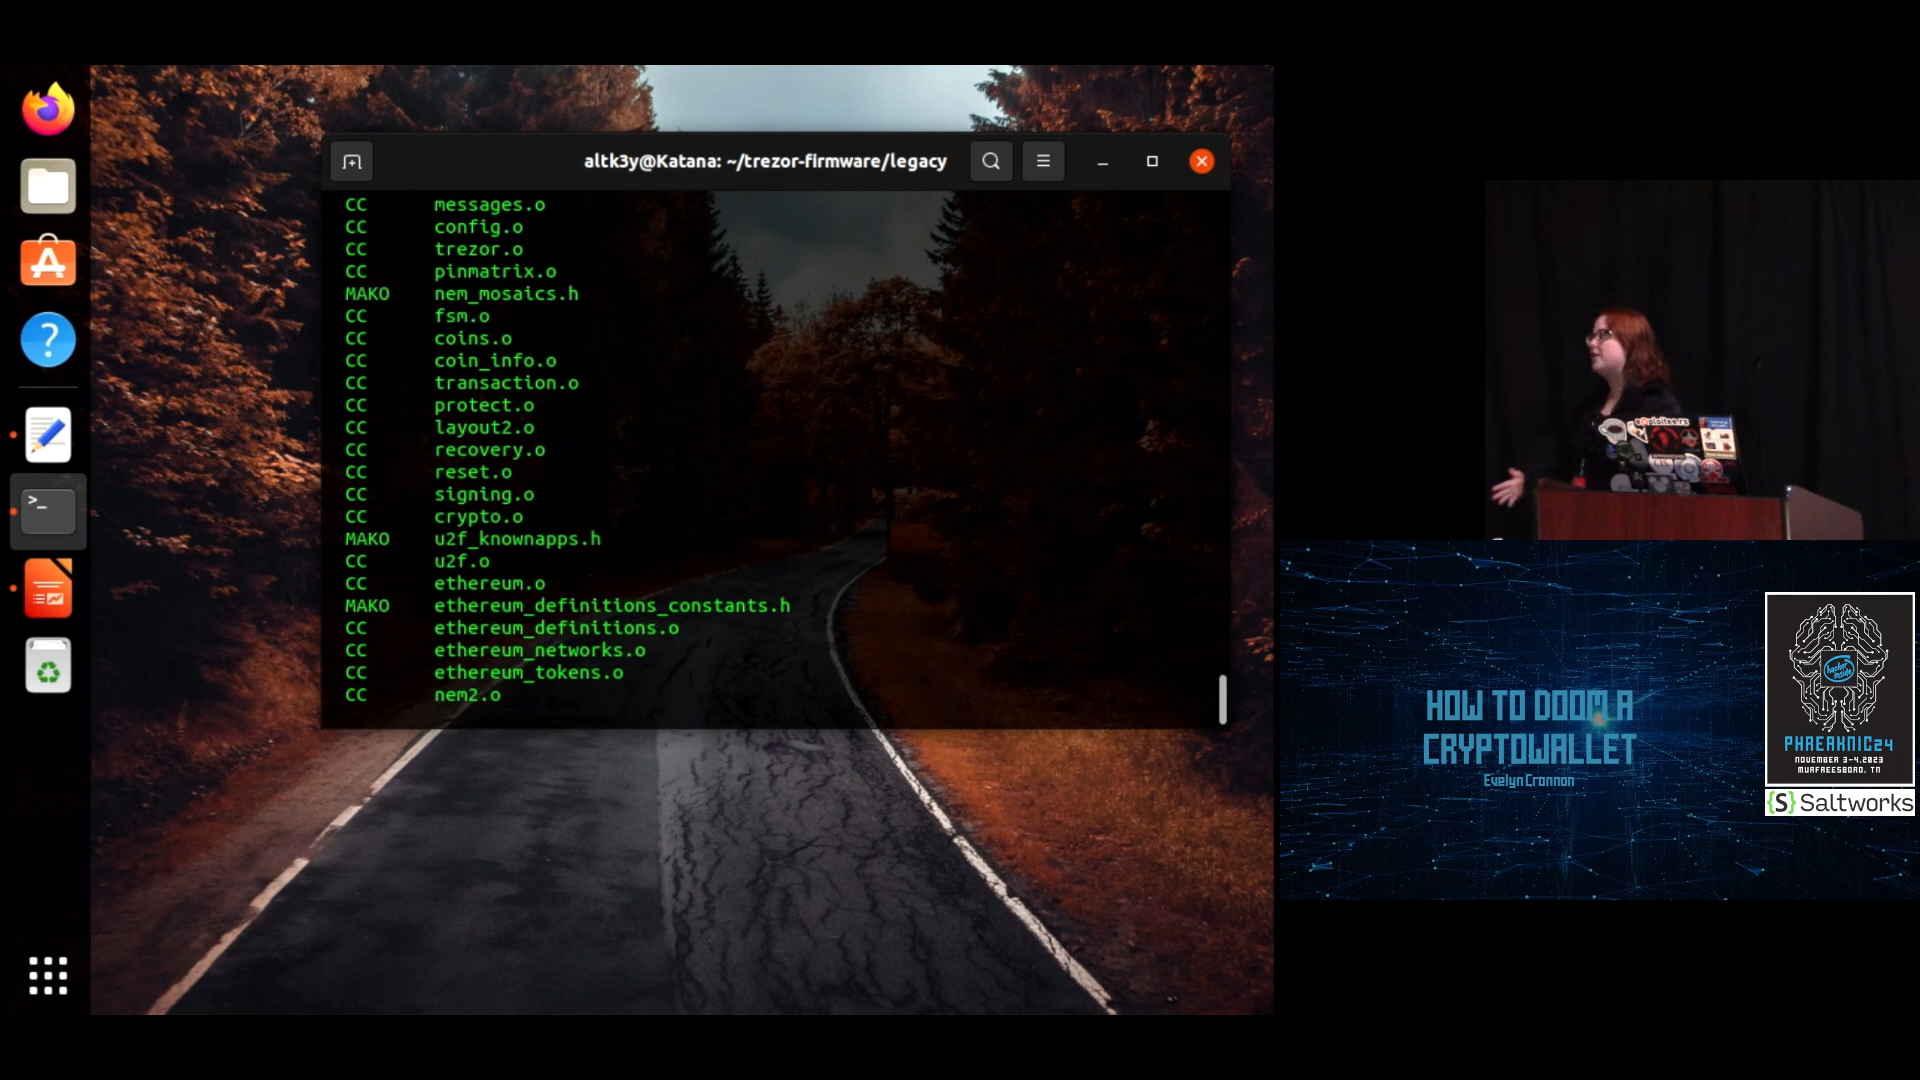 altk3y@Katana: ~/trezor-firmware/legacy
CC messages.o
CC config.o
CC trezor.o
CC pinmatrix.o
MAKO nem_mosaics.h
CC fsm.o
CC coins.o
CC coin_info.o
CC transaction.o
CC protect.o
CC layout2.o
CC recovery.o
CC reset.o
CC signing.o
CC crypto.o
MAKO u2f_knownapps.h
CC u2f.o
CC ethereum.o
MAKO ethereum_definitions_constants.h
CC ethereum_definitions.o
CC ethereum_networks.o
CC ethereum_tokens.o
CC nem2.o
HOW TO DOOM A
CRYPTOWALLET
Evelyn Cronnon
hacker
inside
PHREAKNIC24
NOVEMBER 3-4.2023
MURFREESBORO, TN
{S} Saltworks